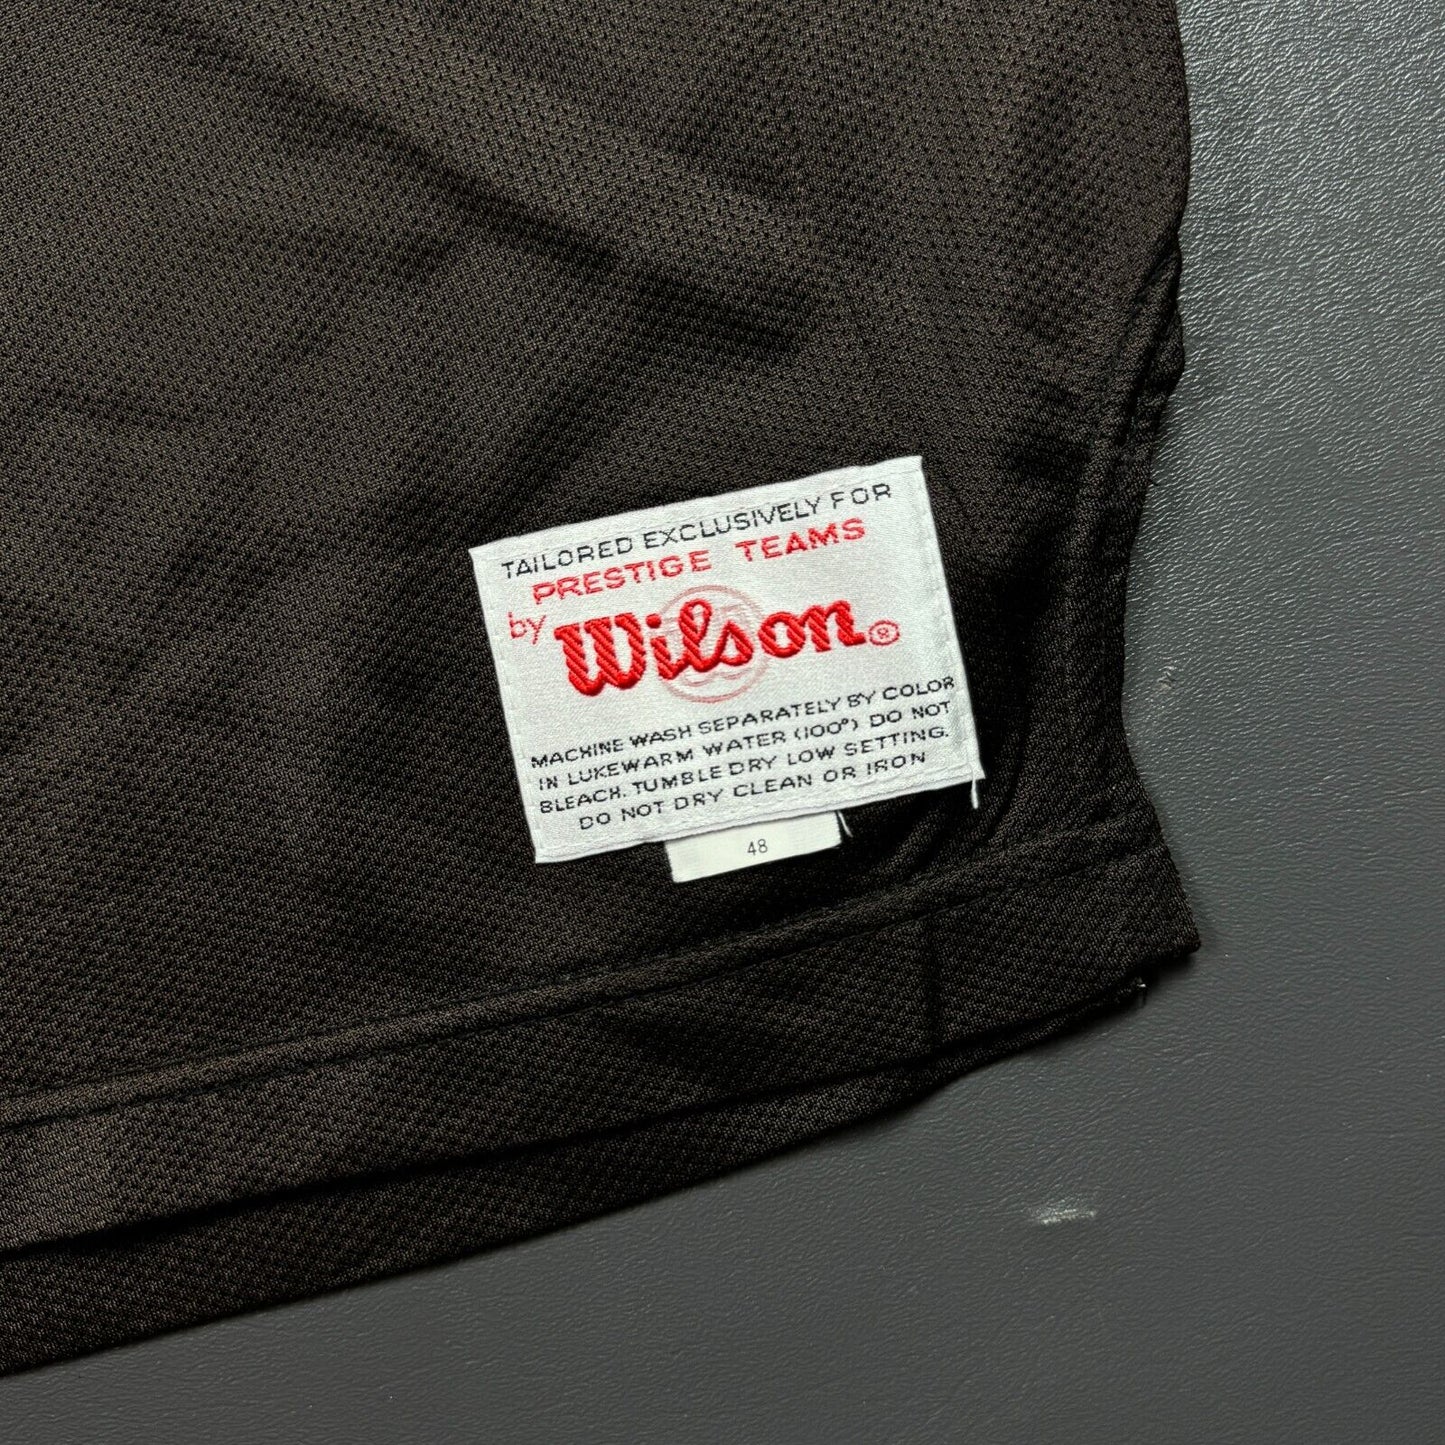 TAILORED EXCLUSIVELY FOR
PRESTIGE TEAMS
by Wilson®
MACHINE WASH SEPARATELY BY COLOR
IN LUKEWARM WATER (100°) DO NOT
BLEACH. TUMBLE DRY LOW SETTING.
DO NOT DRY CLEAN OR IRON
48